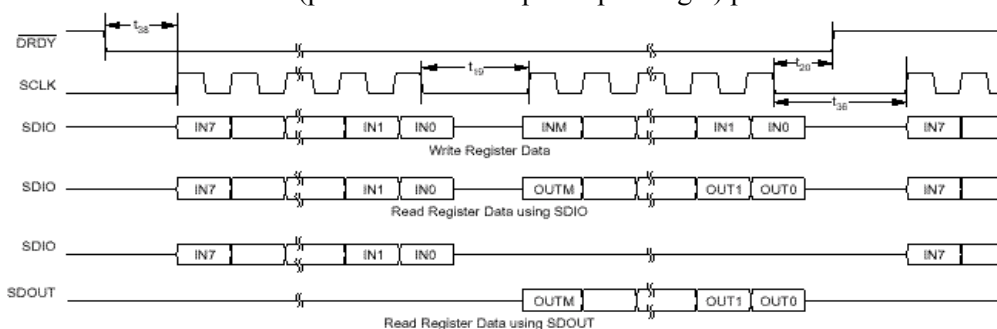 t38
DRDY
t19
t20
SCLK
t36
SDIO IN7 IN1 IN0 INM IN1 IN0 IN7
Write Register Data
SDIO IN7 IN1 IN0 OUTM OUT1 OUT0 IN7
Read Register Data using SDIO
SDIO IN7 IN1 IN0 IN7
SDOUT OUTM OUT1 OUT0
Read Register Data using SDOUT